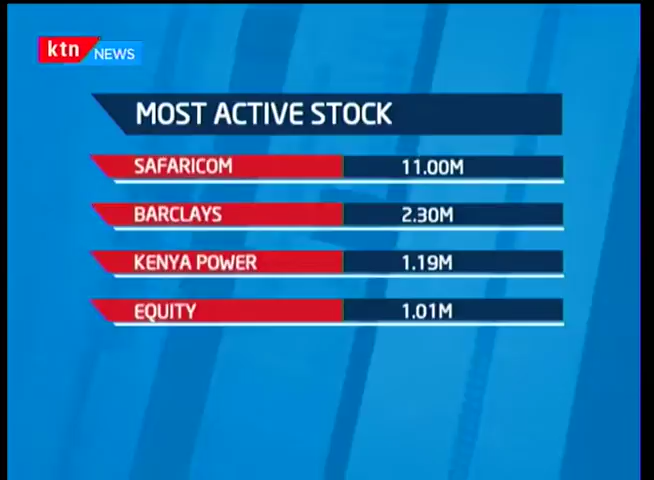 ktn NEWS
MOST ACTIVE STOCK
SAFARICOM 11.00M
BARCLAYS 2.30M
KENYA POWER 1.19M
EQUITY 1.01M